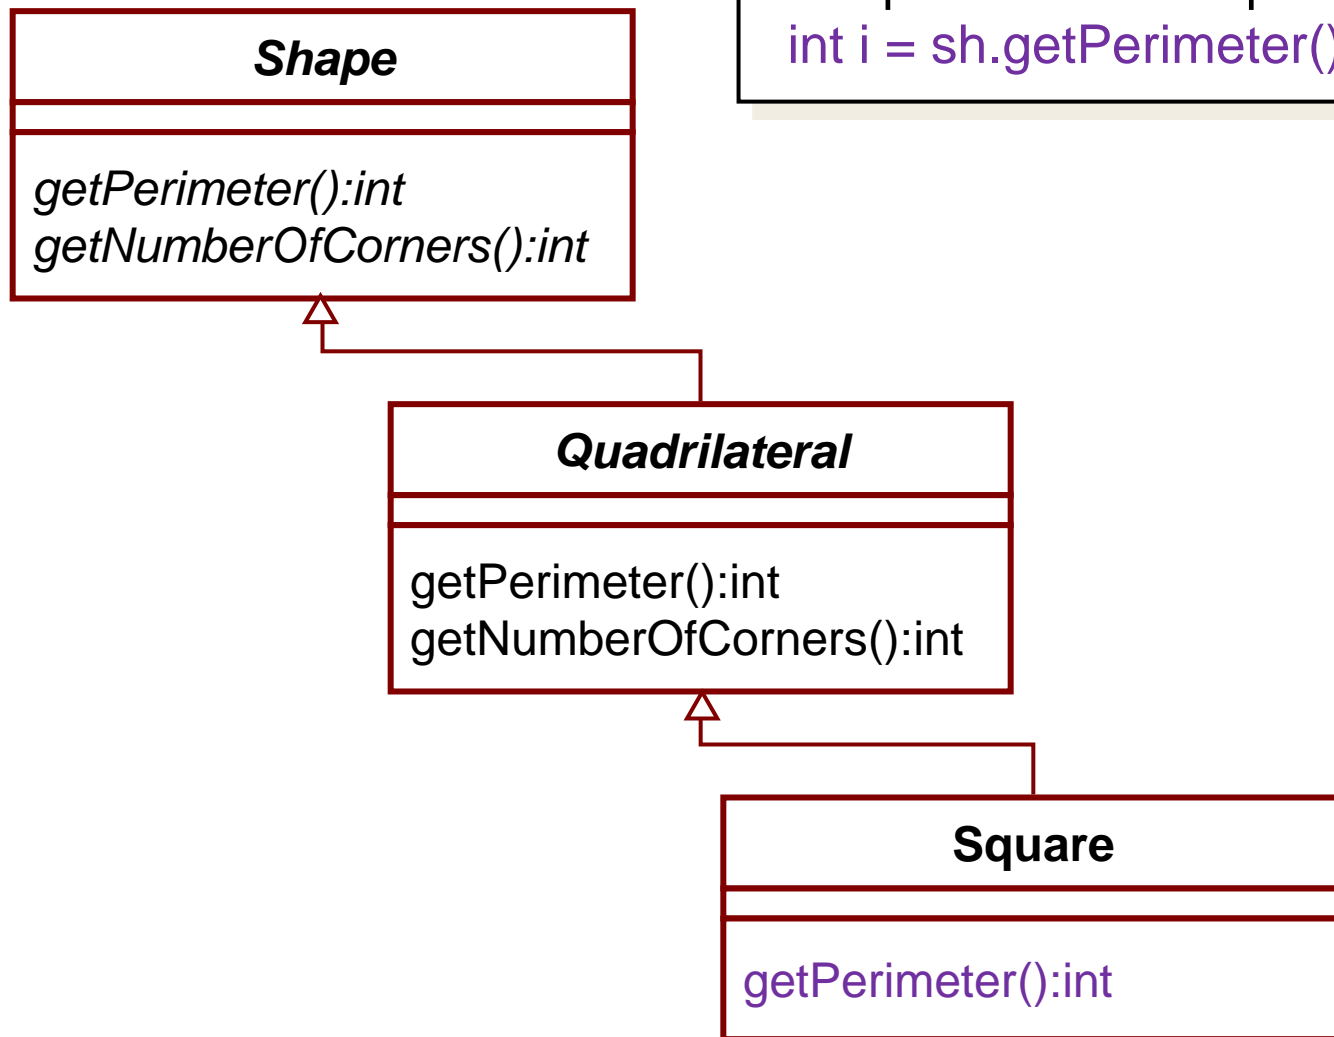 Shape
int i = sh.getPerimeter()
getPerimeter():int
getNumberOfCorners():int
Quadrilateral
getPerimeter():int
getNumberOfCorners():int
Square
getPerimeter():int